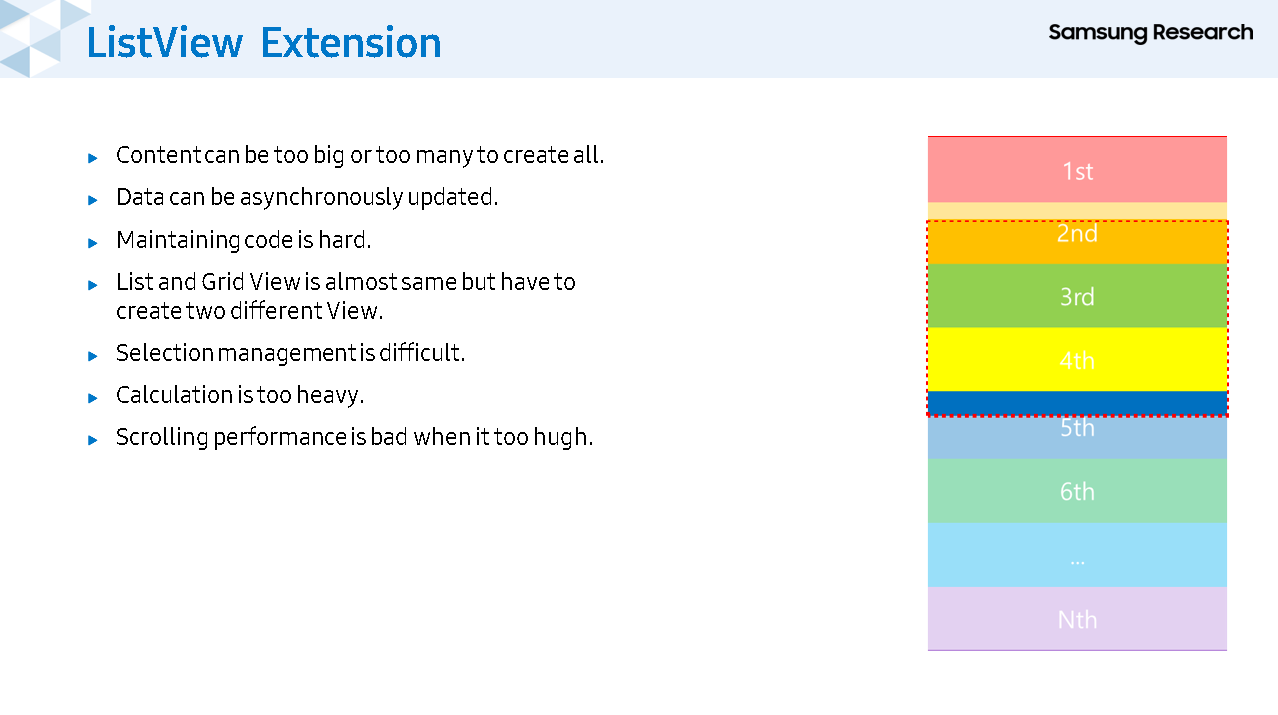 ListView Extension
Samsung Research
Content can be too big or too many to create all.
Data can be asynchronously updated.
Maintaining code is hard.
List and Grid View is almost same but have to
create two different View.
Selection management is difficult.
Calculation is too heavy.
Scrolling performance is bad when it too hugh.
1st
2nd
3rd
4th
5th
6th
...
Nth